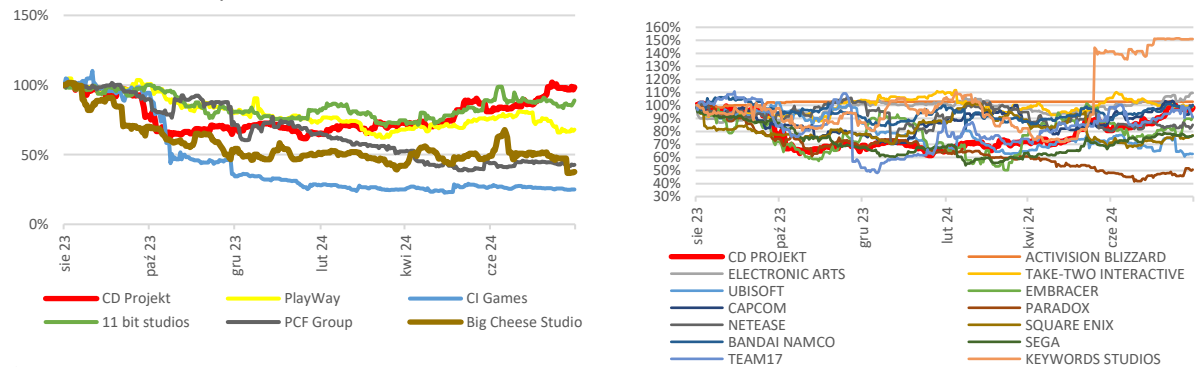 150%
100%
50%
0%
sie 23
paź 23
gru 23
lut 24
kwi 24
cze 24
CD Projekt
PlayWay
CI Games
11 bit studios
PCF Group
Big Cheese Studio
160%
150%
140%
130%
120%
110%
100%
90%
80%
70%
60%
50%
40%
30%
sie 23
paź 23
gru 23
lut 24
kwi 24
cze 24
CD PROJEKT
ACTIVISION BLIZZARD
ELECTRONIC ARTS
TAKE-TWO INTERACTIVE
UBISOFT
EMBRACER
CAPCOM
PARADOX
NETEASE
SQUARE ENIX
BANDAI NAMCO
SEGA
TEAM17
KEYWORDS STUDIOS